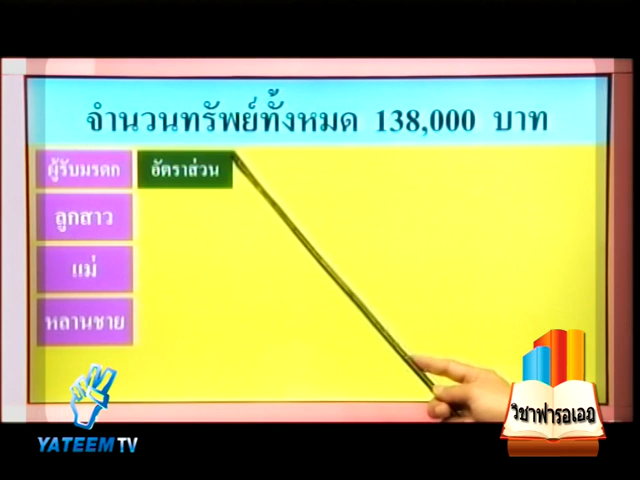 จำนวนทรัพย์ทั้งหมด 138,000 บาท
ผู้รับมรดก
อัตราส่วน
ลูกสาว
แม่
หลานชาย
วิชาฟารอเอฎ
YATEEM TV